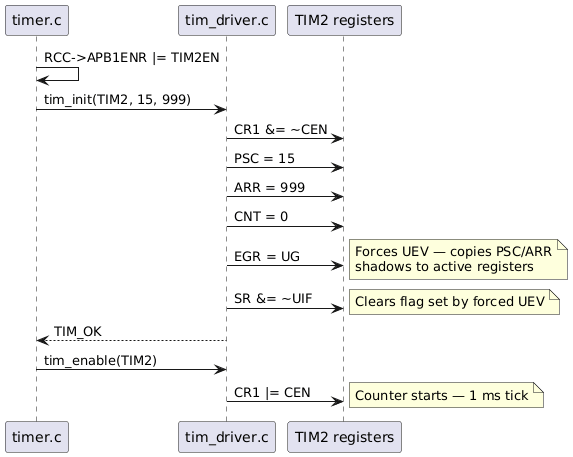 timer.c
tim_driver.c
TIM2 registers
RCC->APB1ENR |= TIM2EN
tim_init(TIM2, 15, 999)
CR1 &= ~CEN
PSC = 15
ARR = 999
CNT = 0
EGR = UG
Forces UEV — copies PSC/ARR
shadows to active registers
SR &= ~UIF
Clears flag set by forced UEV
TIM_OK
tim_enable(TIM2)
CR1 |= CEN
Counter starts — 1 ms tick
timer.c
tim_driver.c
TIM2 registers